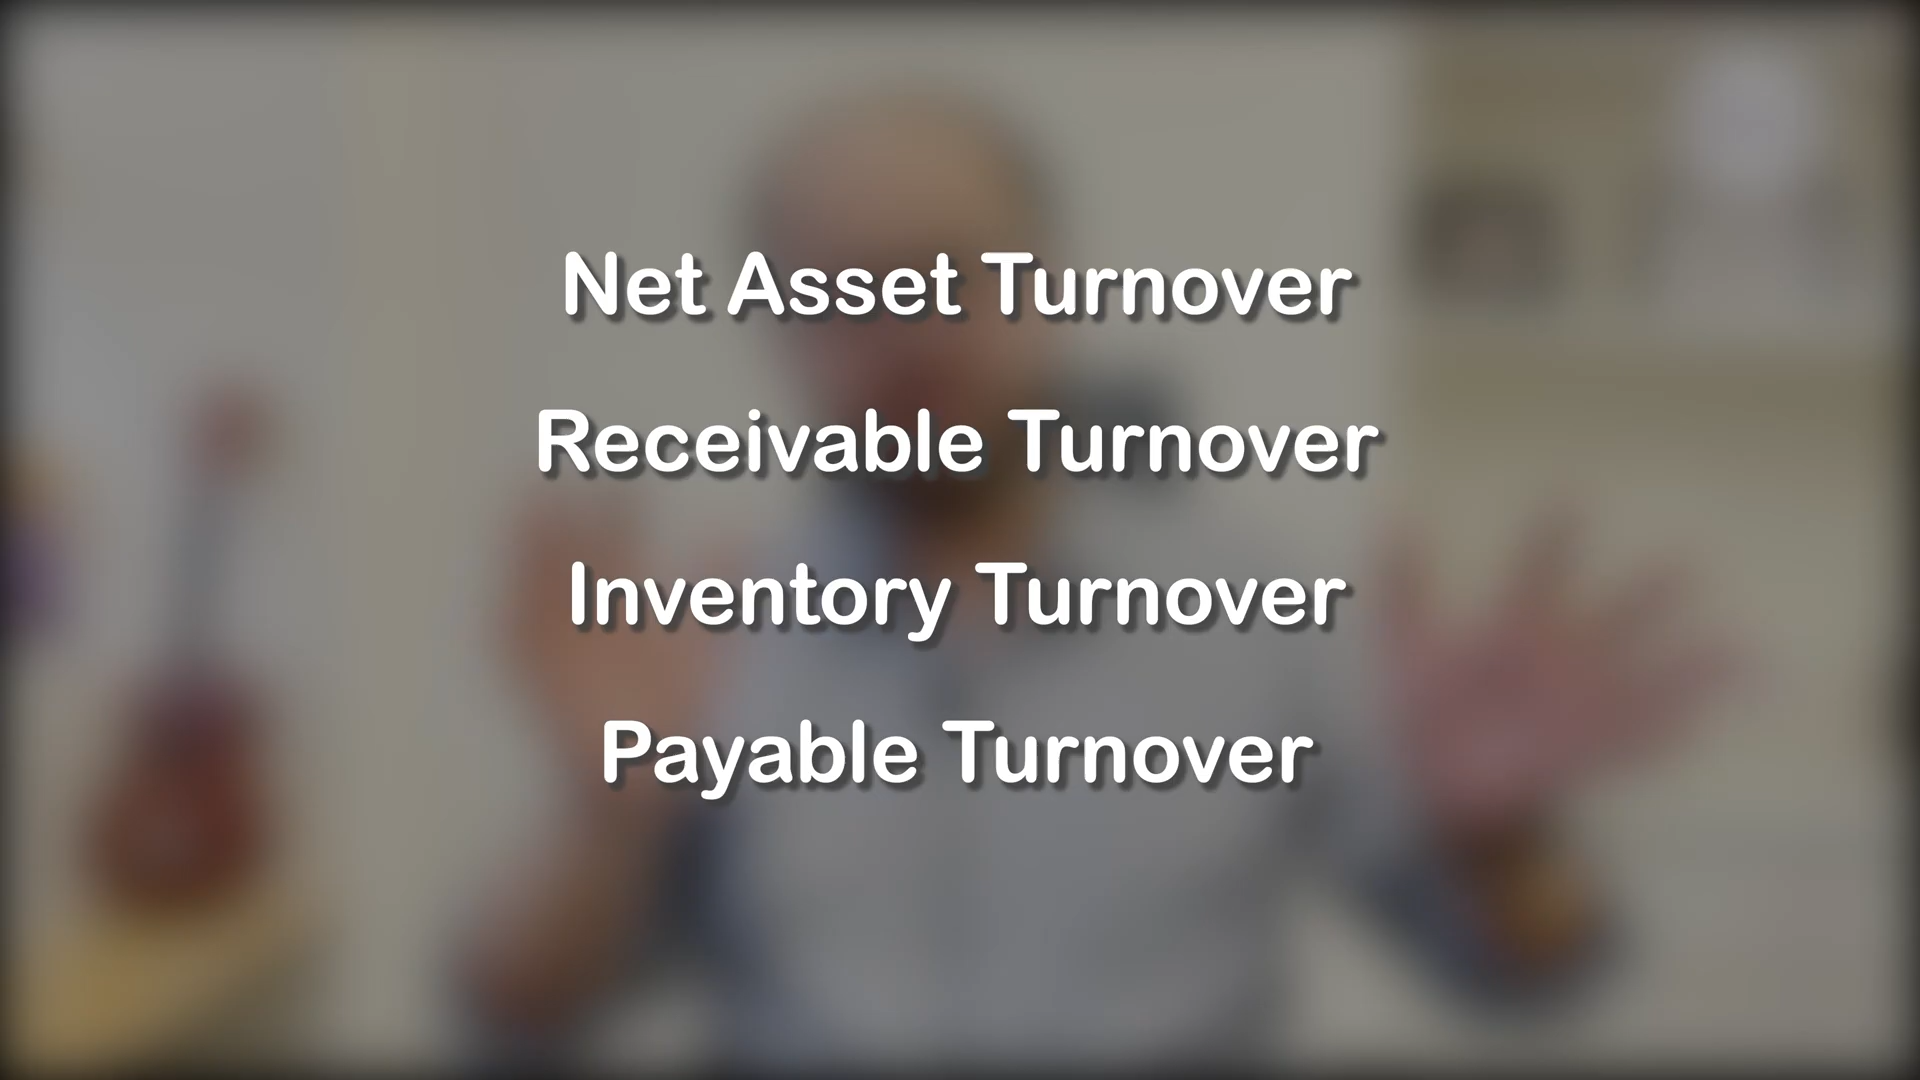 Net Asset Turnover
Receivable Turnover
Inventory Turnover
Payable Turnover